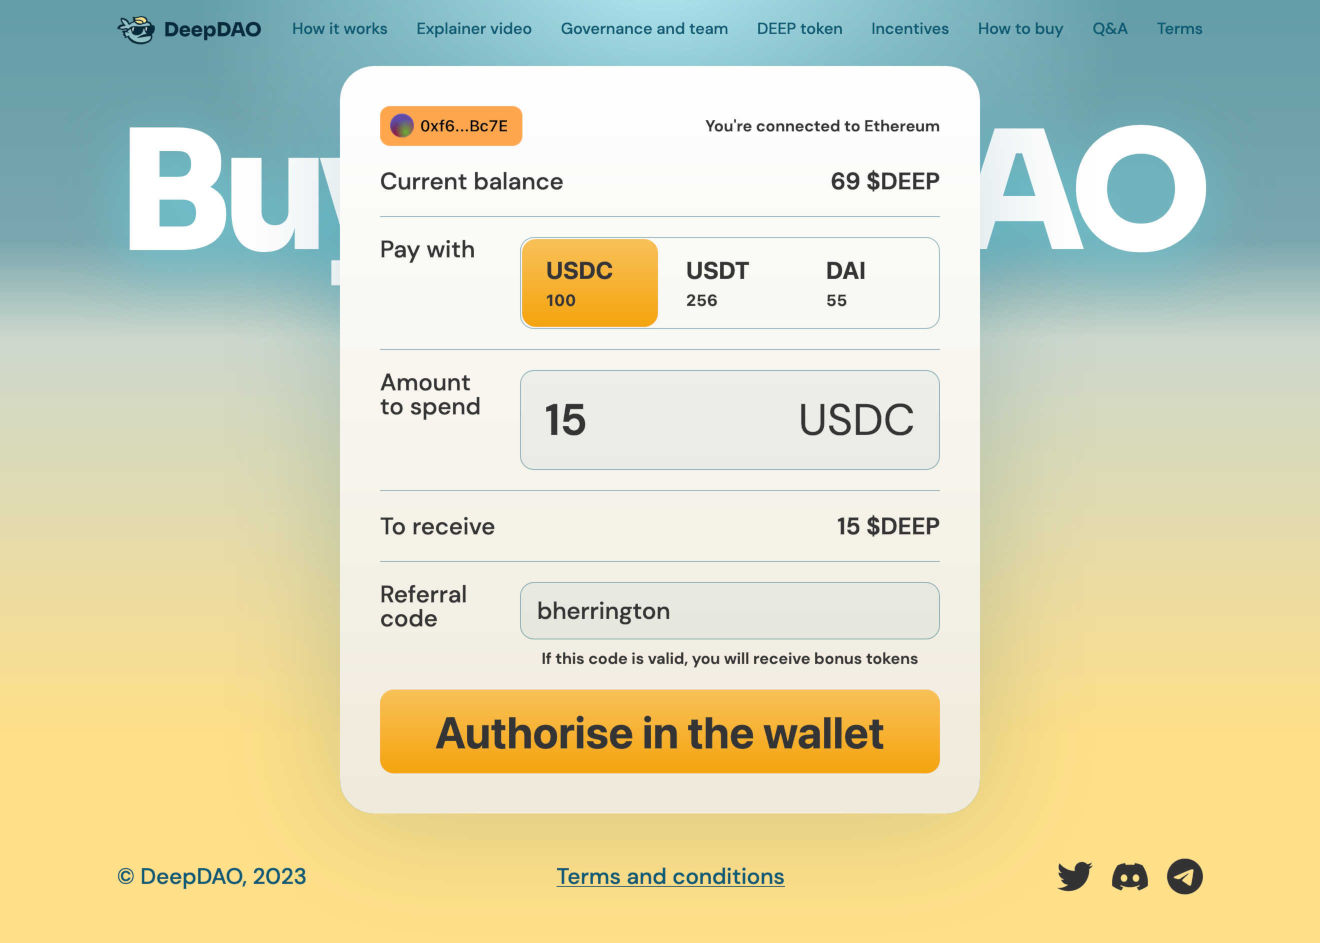 DeepDAO How it works Explainer video Governance and team DEEP token Incentives How to buy Q&A Terms
0xf6...Bc7E You're connected to Ethereum
Buy AO
Current balance 69 $DEEP
Pay with
USDC USDT DAI
100 256 55
Amount
to spend
15 USDC
To receive 15 $DEEP
Referral
code
bherrington
If this code is valid, you will receive bonus tokens
Authorise in the wallet
© DeepDAO, 2023 Terms and conditions